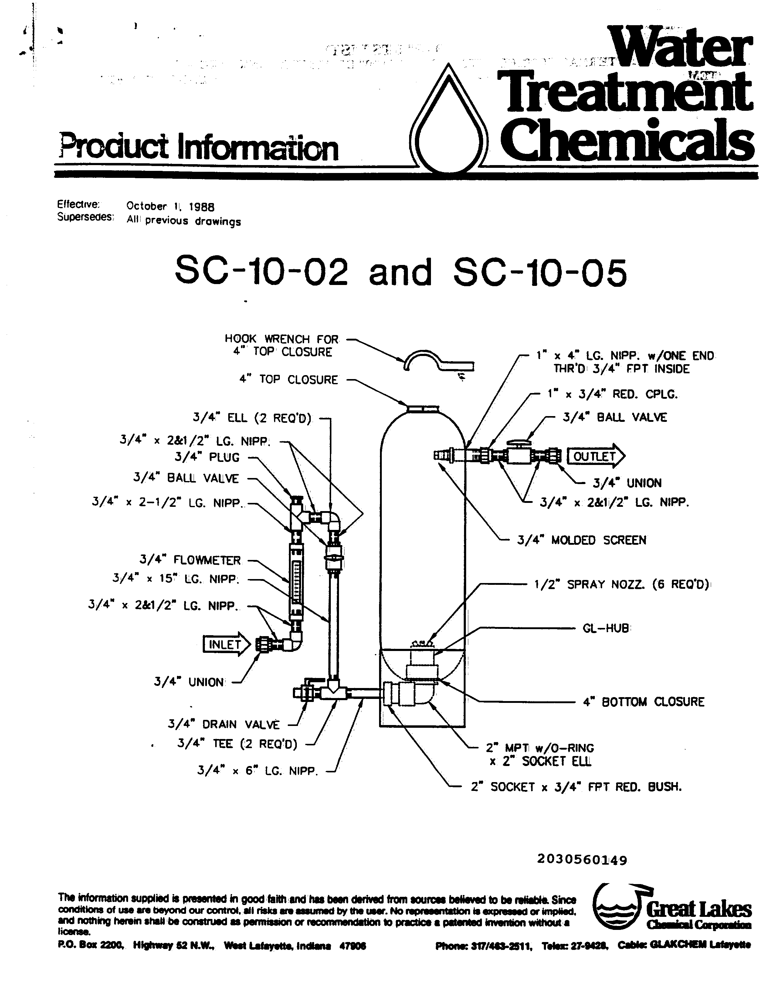 Water
Treatment
Chemicals
Product Information
Effective: October 1, 1988
Supersedes: All previous drawings
SC-10-02 and SC-10-05
HOOK WRENCH FOR
4" TOP CLOSURE
4" TOP CLOSURE
3/4" ELL (2 REQ'D)
3/4" x 2&1/2" LG. NIPP.
3/4" PLUG
3/4" BALL VALVE
3/4" x 2-1/2" LG. NIPP.
3/4" FLOWMETER
3/4" x 15" LG. NIPP.
3/4" x 2&1/2" LG. NIPP.
INLET
3/4" UNION
3/4" DRAIN VALVE
3/4" TEE (2 REQ'D)
3/4" x 6" LG. NIPP.
1" x 4" LG. NIPP. w/ONE END
THR'D 3/4" FPT INSIDE
1" x 3/4" RED. CPLG.
3/4" BALL VALVE
OUTLET
3/4" UNION
3/4" x 2&1/2" LG. NIPP.
3/4" MOLDED SCREEN
1/2" SPRAY NOZZ. (6 REQ'D)
GL-HUB
4" BOTTOM CLOSURE
2" MPT w/O-RING
x 2" SOCKET ELL
2" SOCKET x 3/4" FPT RED. BUSH.
2030560149
The information supplied is presented in good faith and has been derived from sources believed to be reliable. Since
conditions of use are beyond our control, all risks are assumed by the user. No representation is expressed or implied,
and nothing herein shall be construed as permission or recommendation to practice a patented invention without a
license.
P.O. Box 2200, Highway 52 N.W., West Lafayette, Indiana 47906 Phone: 317/463-2511, Telex: 27-9428, Cable: GLAKCHEM Lafayette
Great Lakes
Chemical Corporation